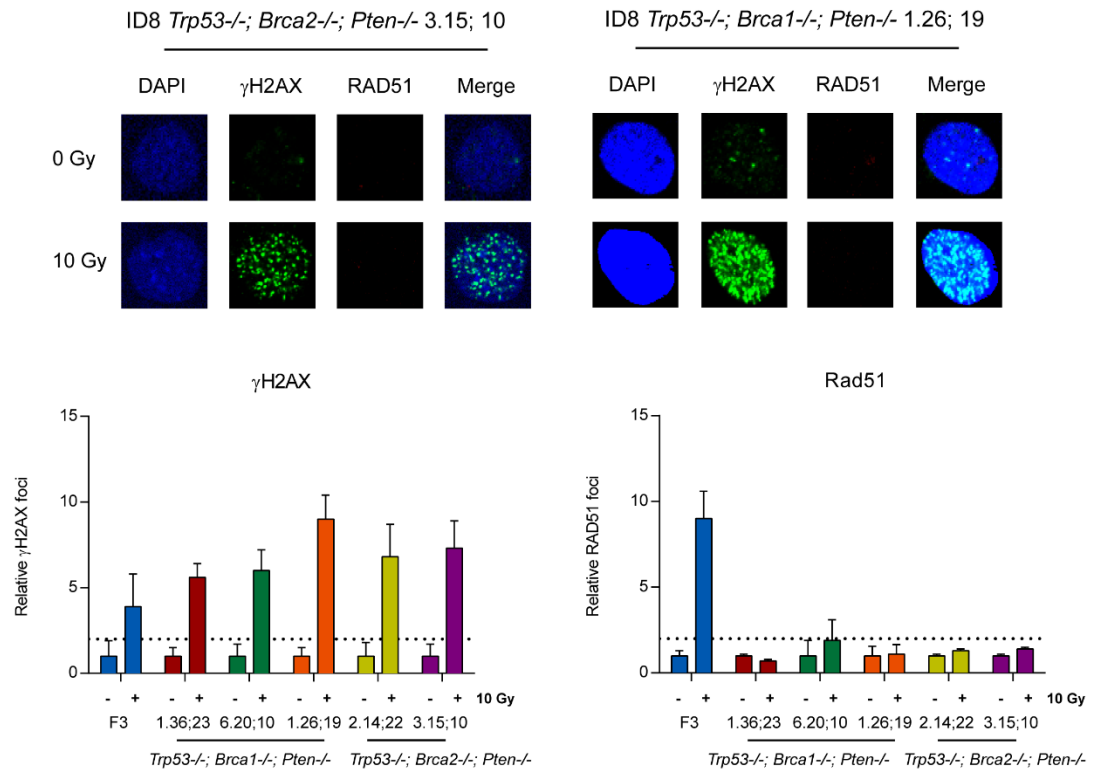 ID8 Trp53-/-; Brca2-/-; Pten-/- 3.15; 10
DAPI γH2AX RAD51 Merge
0 Gy
10 Gy
ID8 Trp53-/-; Brca1-/-; Pten-/- 1.26; 19
DAPI γH2AX RAD51 Merge
γH2AX
Relative γH2AX foci
15
10
5
0
- + - + - + - + - + - + 10 Gy
F3 1.36;23 6.20;10 1.26;19 2.14;22 3.15;10
Trp53-/-; Brca1-/-; Pten-/- Trp53-/-; Brca2-/-; Pten-/-
Rad51
Relative RAD51 foci
15
10
5
0
- + - + - + - + - + - + 10 Gy
F3 1.36;23 6.20;10 1.26;19 2.14;22 3.15;10
Trp53-/-; Brca1-/-; Pten-/- Trp53-/-; Brca2-/-; Pten-/-